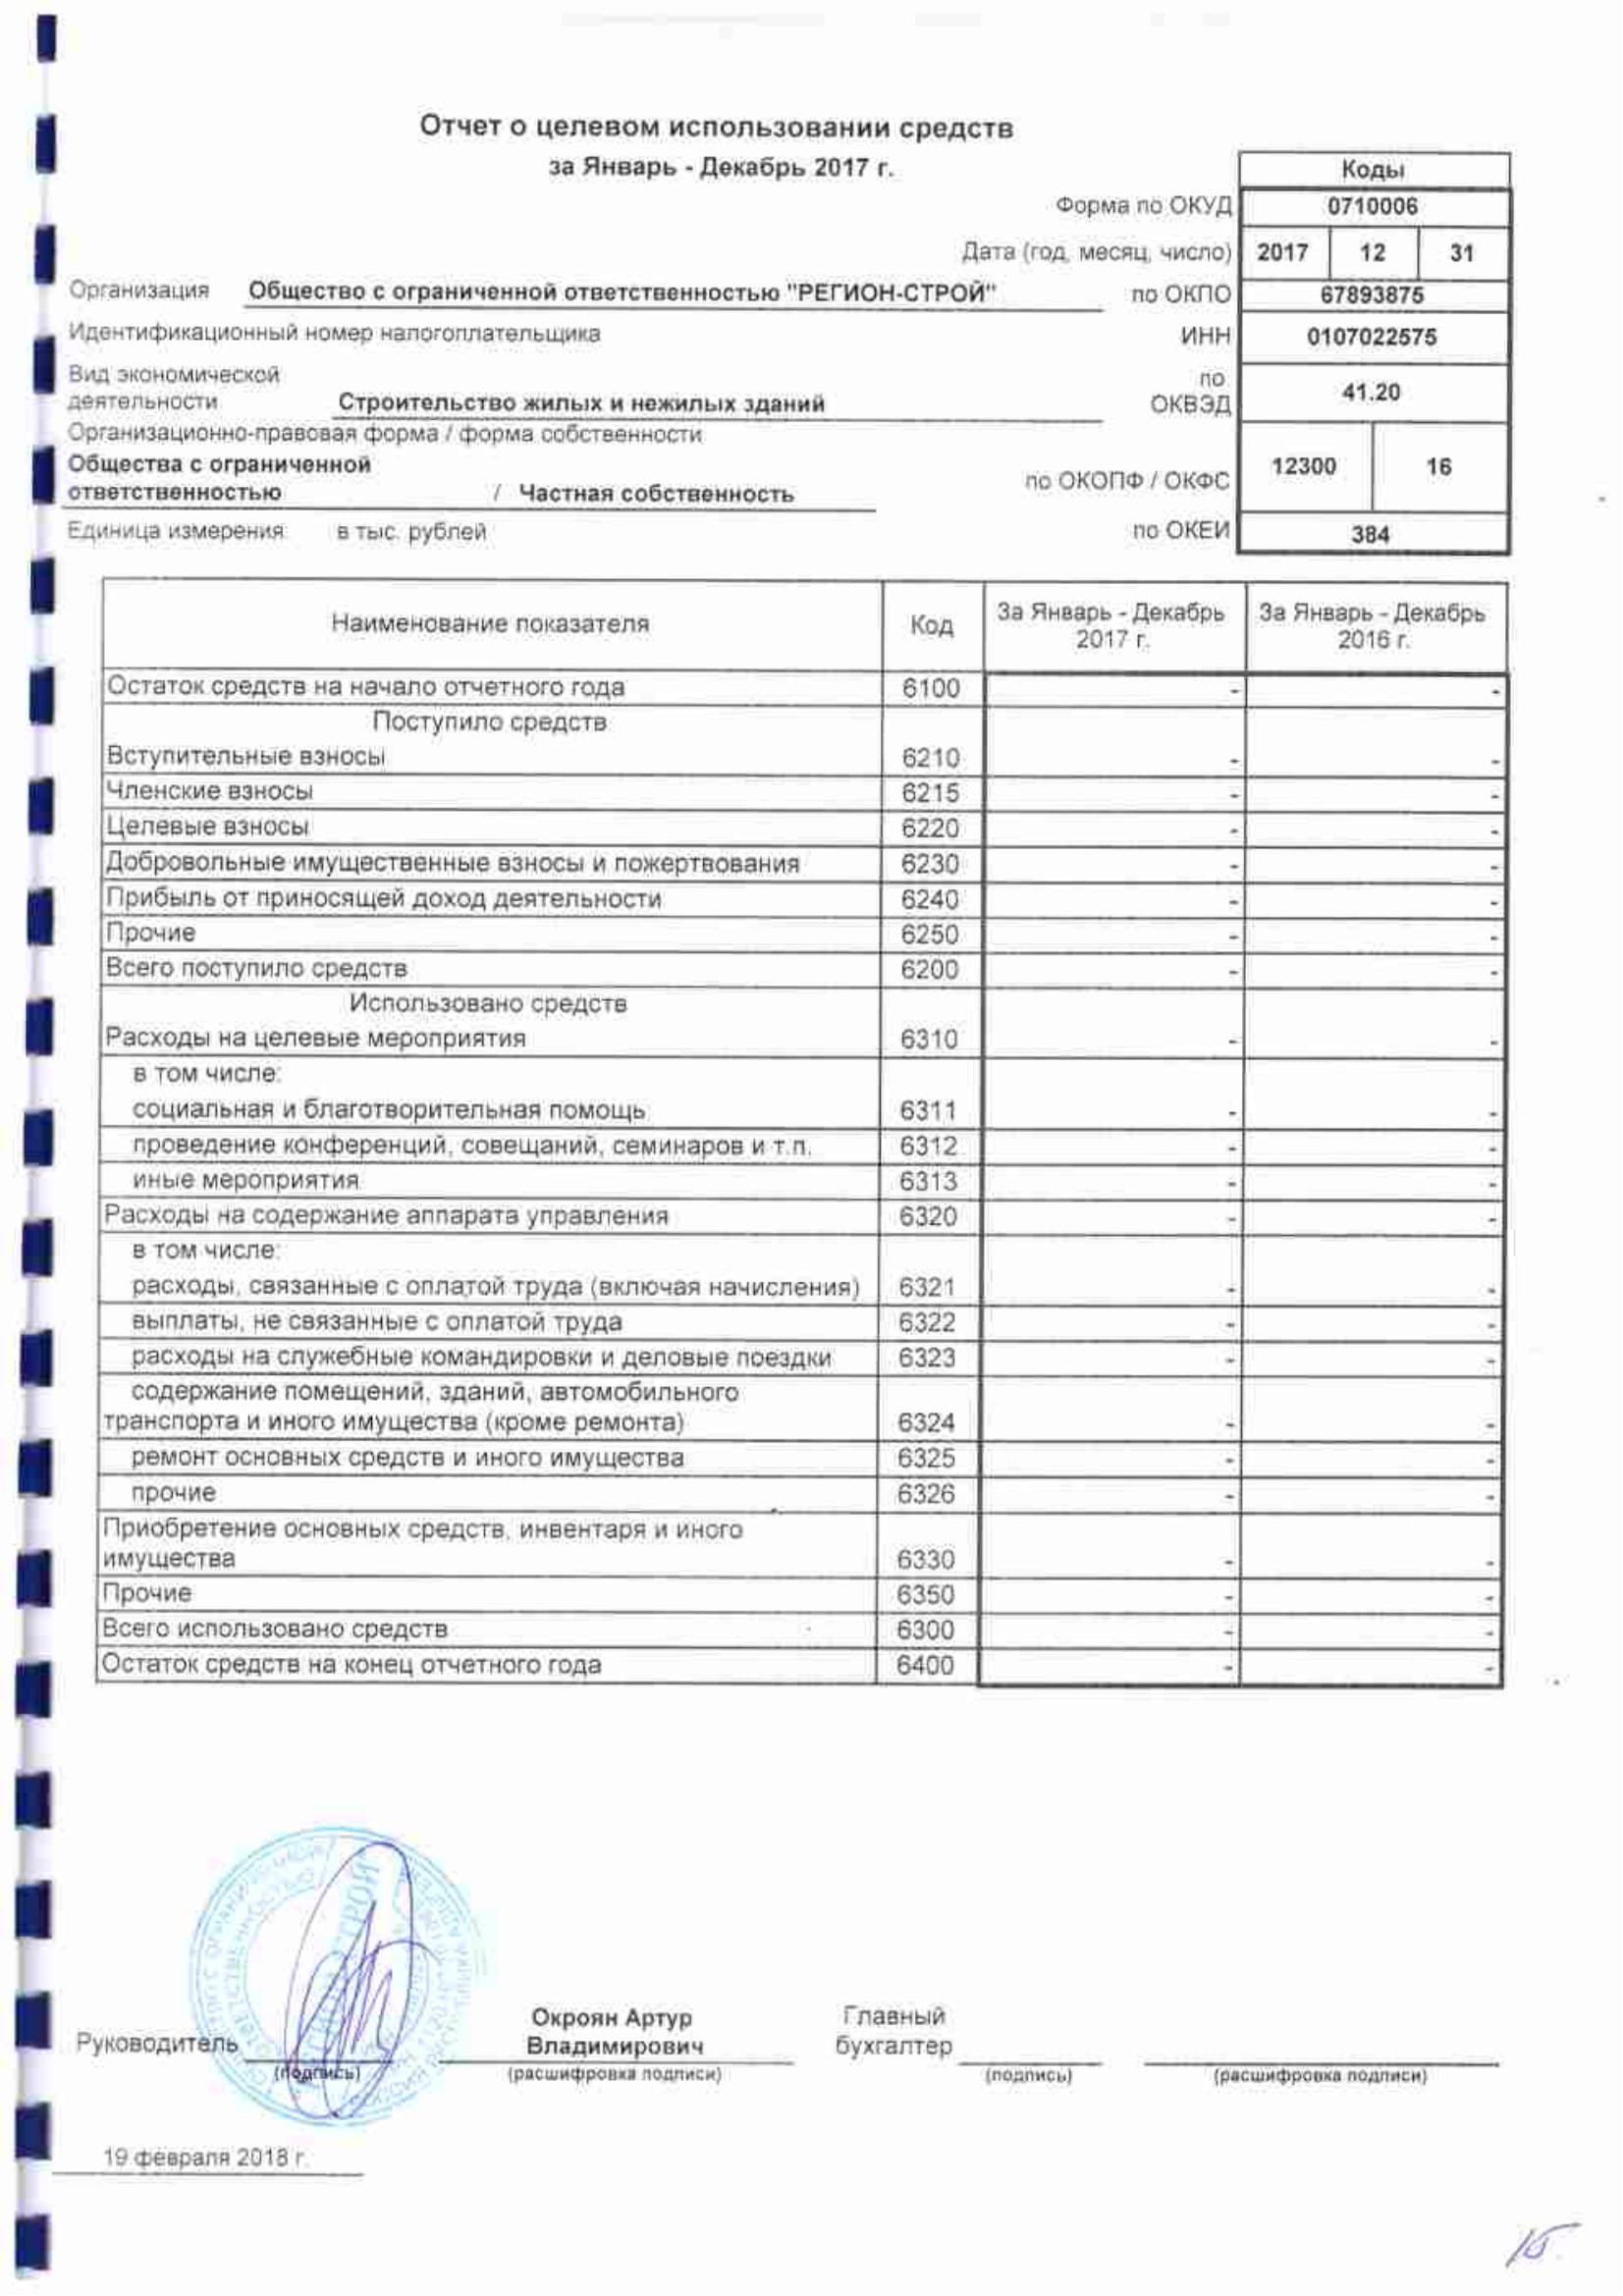 Отчет о целевом использовании средств
за Январь - Декабрь 2017 г.
Коды
Форма по ОКУД 0710006
Дата (год, месяц, число) 2017 12 31
Организация Общество с ограниченной ответственностью "РЕГИОН-СТРОЙ" по ОКПО 67893875
Идентификационный номер налогоплательщика ИНН 0107022575
Вид экономической
деятельности Строительство жилых и нежилых зданий
по
ОКВЭД 41.20
Организационно-правовая форма / форма собственности
Общества с ограниченной
ответственностью / Частная собственность
по ОКОПФ / ОКФС 12300 16
Единица измерения: в тыс. рублей по ОКЕИ 384
Наименование показателя Код За Январь - Декабрь 2017 г. За Январь - Декабрь 2016 г.
Остаток средств на начало отчетного года 6100 - -
Поступило средств
Вступительные взносы 6210 - -
Членские взносы 6215 - -
Целевые взносы 6220 - -
Добровольные имущественные взносы и пожертвования 6230 - -
Прибыль от приносящей доход деятельности 6240 - -
Прочие 6250 - -
Всего поступило средств 6200 - -
Использовано средств
Расходы на целевые мероприятия 6310 - -
в том числе:
социальная и благотворительная помощь 6311 - -
проведение конференций, совещаний, семинаров и т.п. 6312 - -
иные мероприятия 6313 - -
Расходы на содержание аппарата управления 6320 - -
в том числе:
расходы, связанные с оплатой труда (включая начисления) 6321 - -
выплаты, не связанные с оплатой труда 6322 - -
расходы на служебные командировки и деловые поездки 6323 - -
содержание помещений, зданий, автомобильного
транспорта и иного имущества (кроме ремонта) 6324 - -
ремонт основных средств и иного имущества 6325 - -
прочие 6326 - -
Приобретение основных средств, инвентаря и иного
имущества 6330 - -
Прочие 6350 - -
Всего использовано средств 6300 - -
Остаток средств на конец отчетного года 6400 - -
Руководитель
(подпись)
Окроян Артур
Владимирович
(расшифровка подписи)
Главный
бухгалтер
(подпись)
(расшифровка подписи)
19 февраля 2018 г.